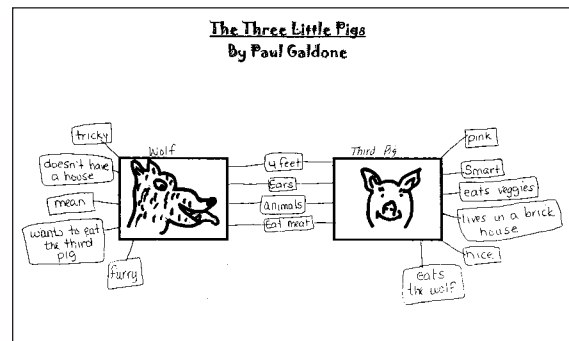 The Three Little Pigs
By Paul Galdone
Wolf
tricky
doesn't have
a house
mean
wants to eat
the third
pig
furry
4 feet
Ears
animals
Eat meat
Third Pig
pink
Smart
eats veggies
lives in a brick
house
nice
eats
the wolf